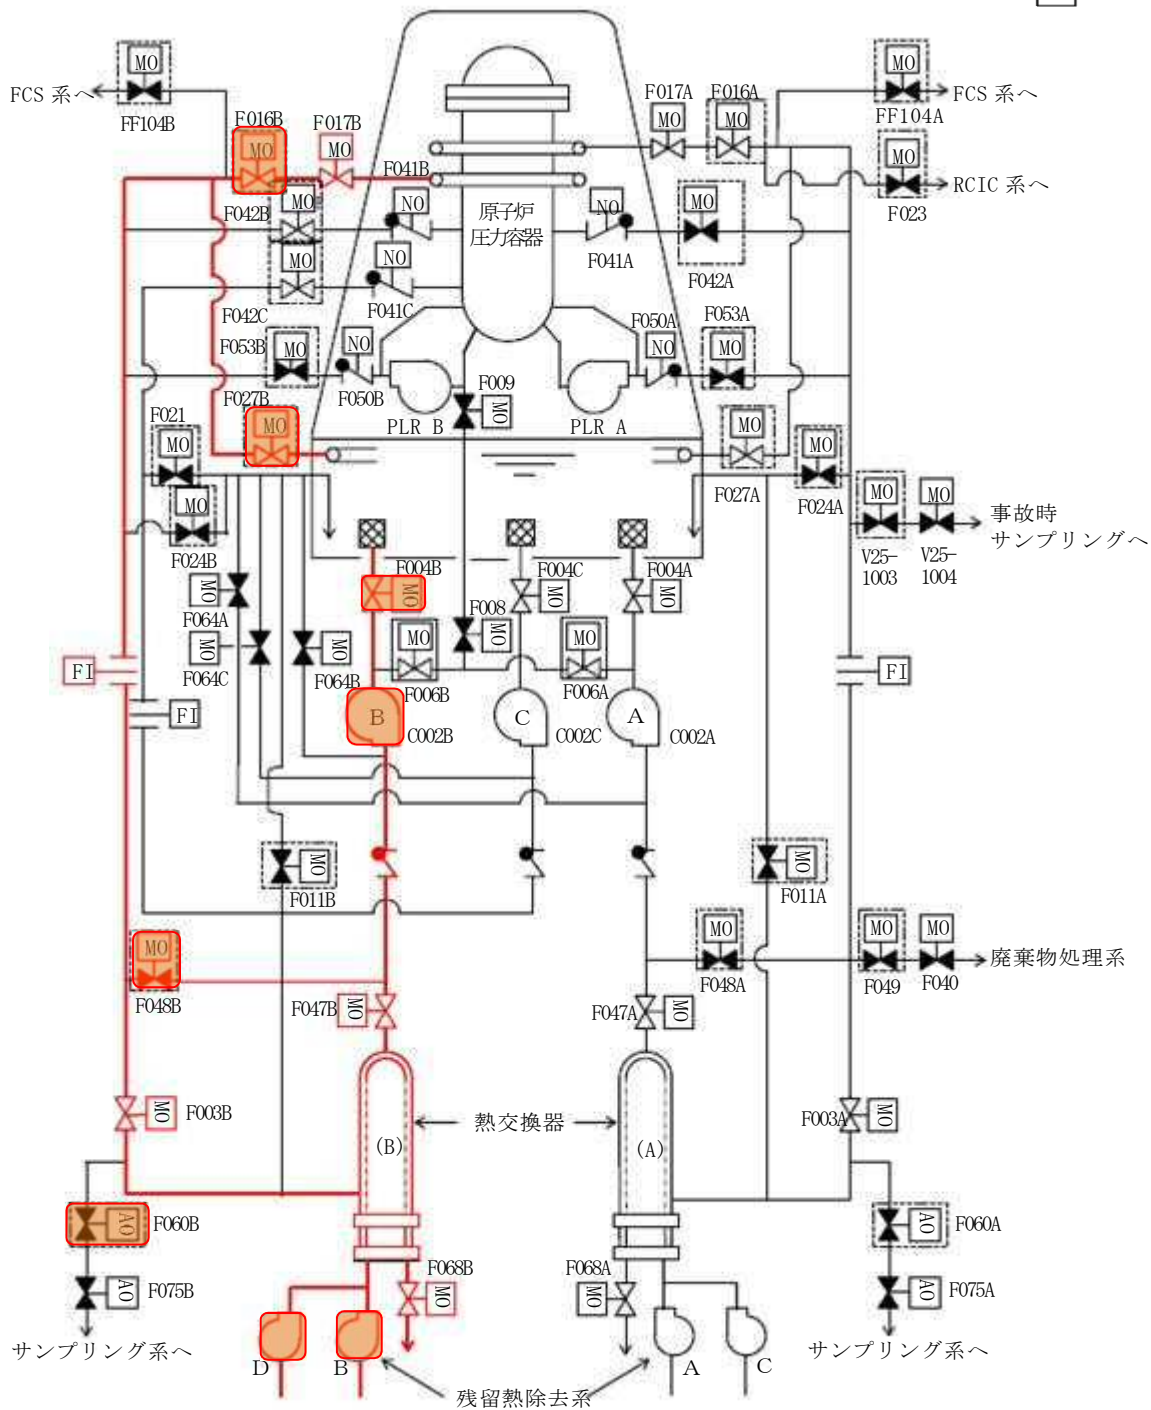 MO
MO
FCS 系へ
FF104B
F016B
F017B
F017A
F016A
FCS 系へ
FF104A
MO
MO
MO
MO
F041B
RCIC 系へ
MO
F023
F042B
MO
NO
原子炉
圧力容器
NO
MO
MO
NO
F041A
F042A
F042C
F041C
F053B
MO
NO
F050A
F053A
NO
MO
F050B
F009
MO
F027B
MO
PLR B
PLR A
F021
MO
MO
MO
F027A
F024A
MO
MO
事故時
サンプリングへ
MO
F024B
V25-
1003
V25-
1004
F004B
F004C
F004A
MO
MO
MO
MO
F064A
F008
MO
MO
MO
MO
MO
F064C
F064B
F006B
F006A
FI
FI
FI
B
C
A
C002B
C002C
C002A
MO
MO
F011B
F011A
MO
MO
MO
MO
廃棄物処理系
F048B
F048A
F049
F040
F047B
MO
F047A
MO
F003B
MO
熱交換器
F003A
MO
(B)
(A)
F060B
AO
F060A
AO
F068B
F068A
F075B
AO
MO
MO
F075A
AO
サンプリング系へ
サンプリング系へ
D
B
A
C
残留熱除去系